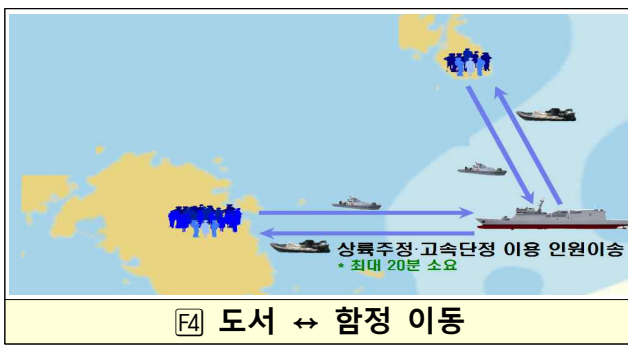 상륙주정·고속단정 이용 인원이송
* 최대 20분 소요
F4 도서 ↔ 함정 이동